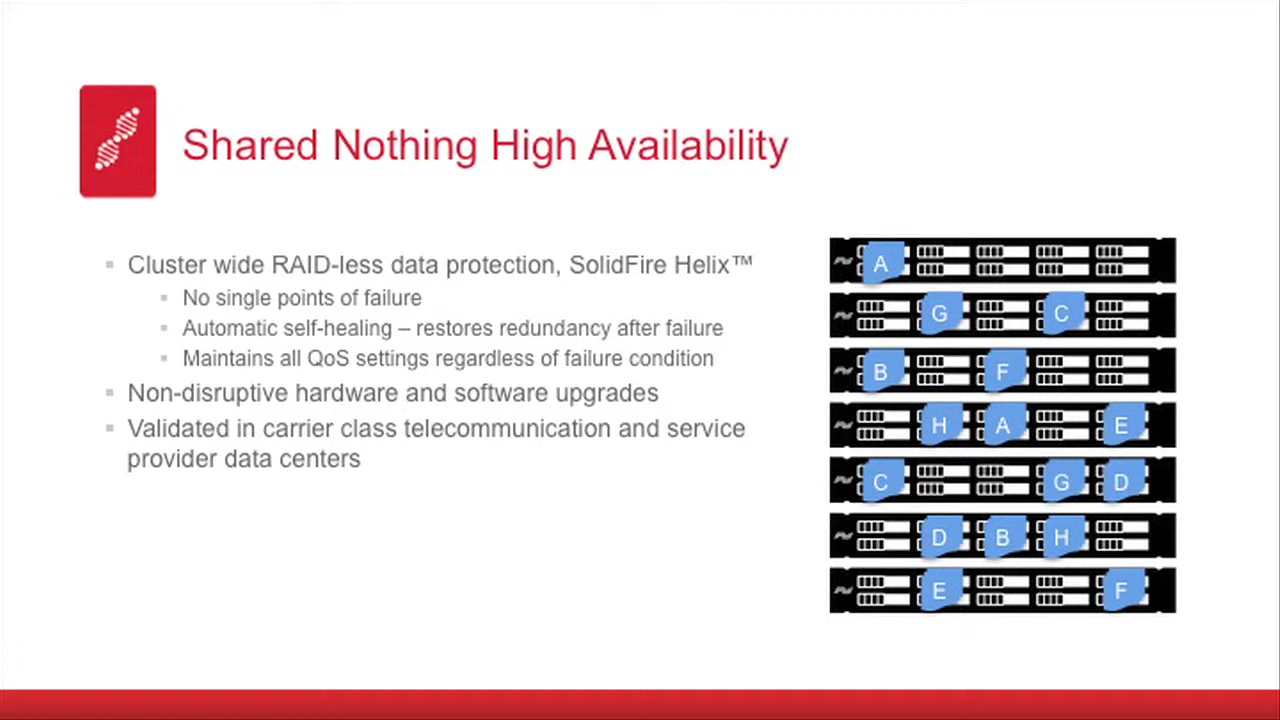 Shared Nothing High Availability
Cluster wide RAID-less data protection, SolidFire Helix™
No single points of failure
Automatic self-healing – restores redundancy after failure
Maintains all QoS settings regardless of failure condition
Non-disruptive hardware and software upgrades
Validated in carrier class telecommunication and service
provider data centers
A
G C
B F
H A E
C G D
D B H
E F